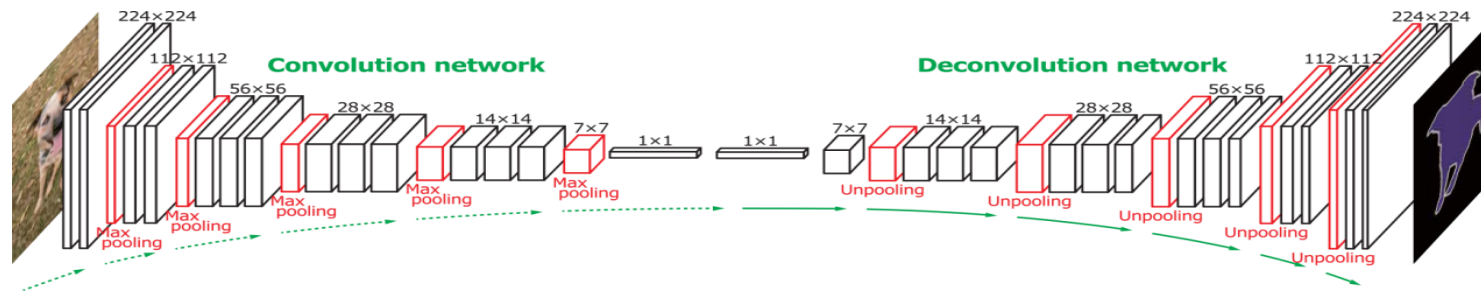 224×224
112×112
56×56
28×28
14×14
7×7
1×1
1×1
7×7
14×14
28×28
56×56
112×112
224×224
Convolution network
Deconvolution network
Max
pooling
Max
pooling
Max
pooling
Max
pooling
Max
pooling
Unpooling
Unpooling
Unpooling
Unpooling
Unpooling